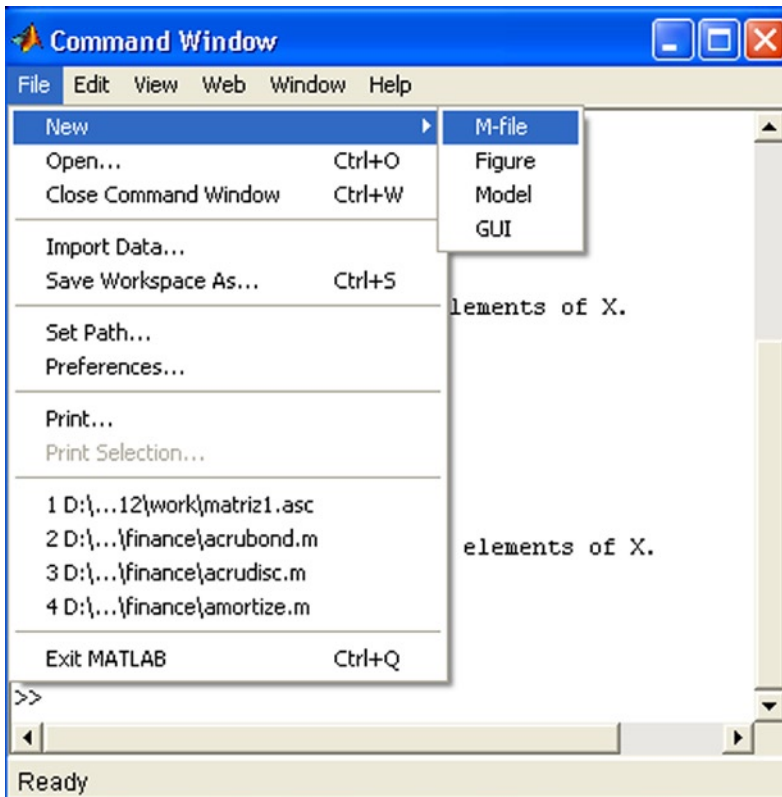 Command Window
File Edit View Web Window Help
New
Open... Ctrl+O
Close Command Window Ctrl+W
Import Data...
Save Workspace As... Ctrl+S
Set Path...
Preferences...
Print...
Print Selection...
1 D:\...12\work\matriz1.asc
2 D:\...\finance\acrubond.m
3 D:\...\finance\acrudisc.m
4 D:\...\finance\amortize.m
Exit MATLAB Ctrl+Q
M-file
Figure
Model
GUI
lements of X.
elements of X.
>>
Ready